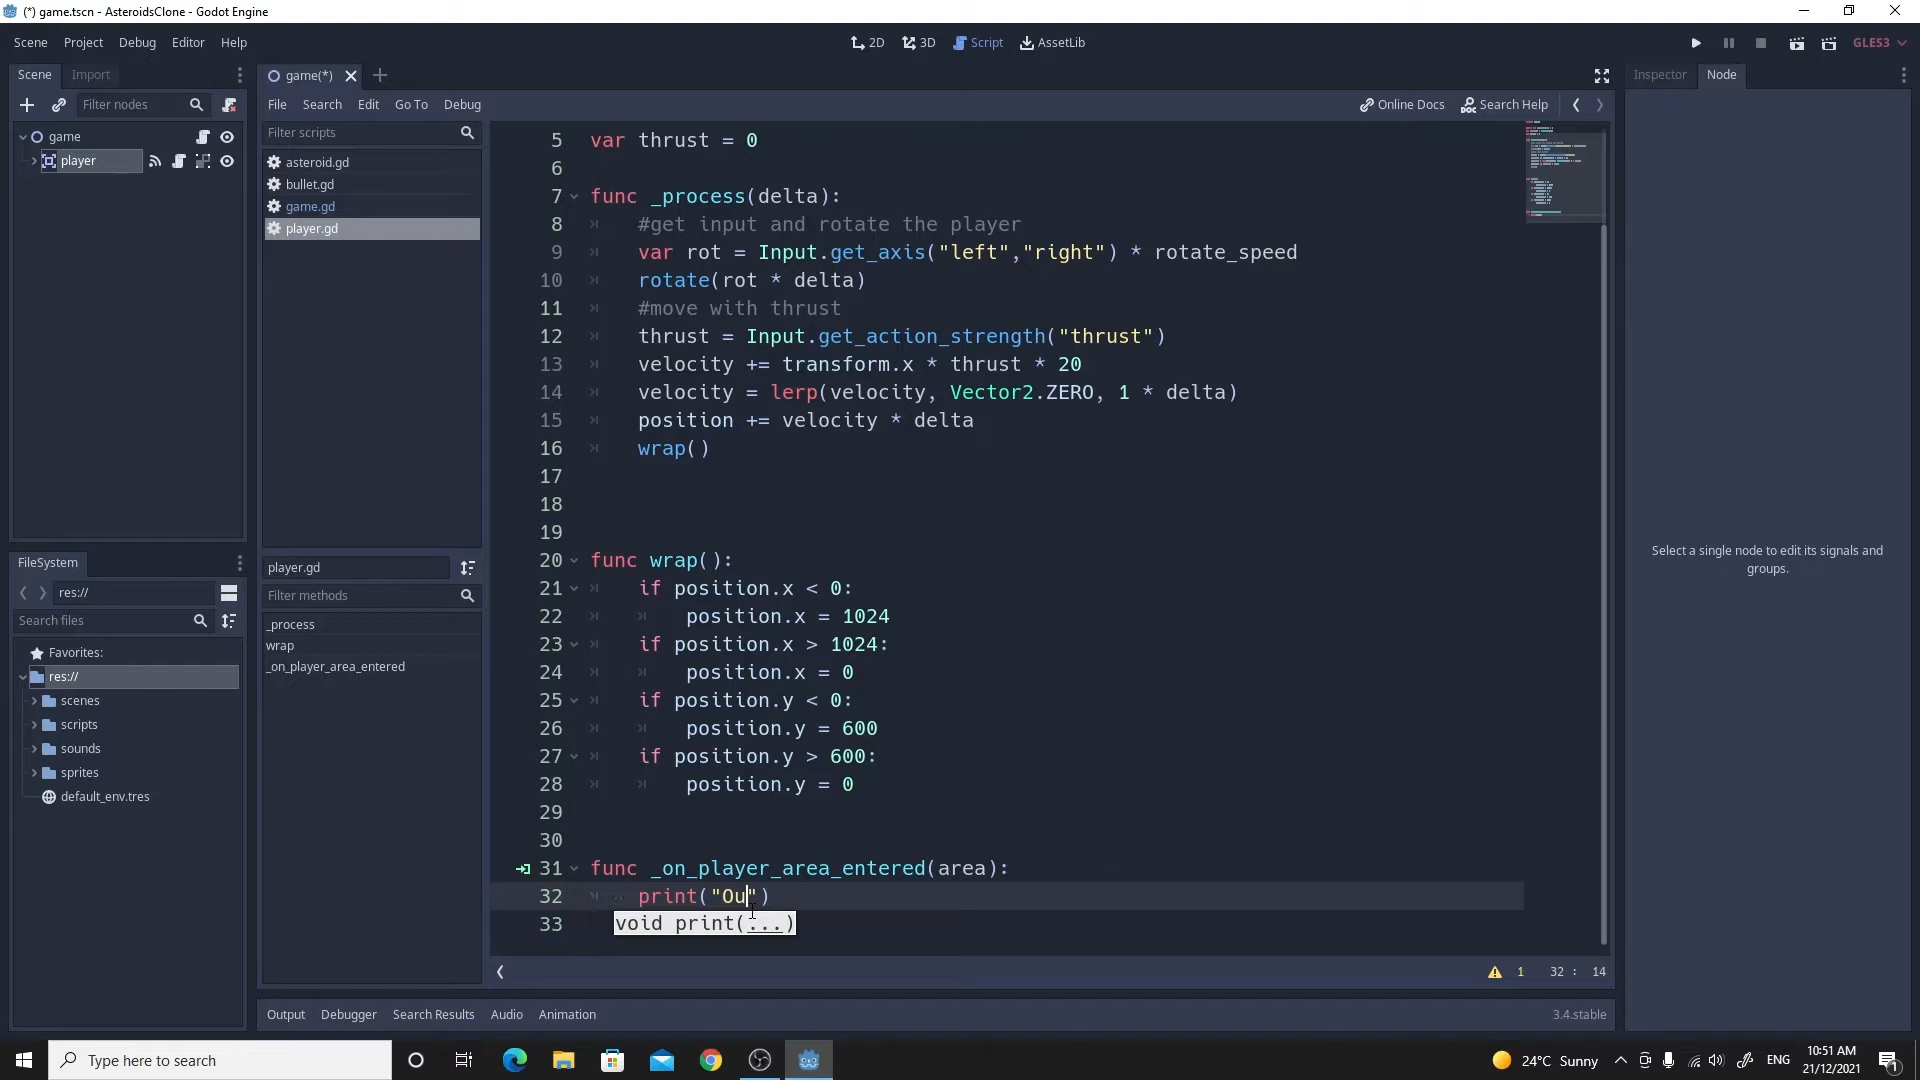 (*) game.tscn - AsteroidsClone - Godot Engine
Scene Project Debug Editor Help
2D 3D Script AssetLib
GLES3
Scene Import
game(*)
Inspector Node
Filter nodes
File Search Edit Go To Debug
Online Docs Search Help
game
player
Filter scripts
asteroid.gd
bullet.gd
game.gd
player.gd
player.gd
Filter methods
_process
wrap
_on_player_area_entered
FileSystem
res://
Search files
Favorites:
res://
scenes
scripts
sounds
sprites
default_env.tres
5 var thrust = 0
6
7 func _process(delta):
8 #get input and rotate the player
9 var rot = Input.get_axis("left","right") * rotate_speed
10 rotate(rot * delta)
11 #move with thrust
12 thrust = Input.get_action_strength("thrust")
13 velocity += transform.x * thrust * 20
14 velocity = lerp(velocity, Vector2.ZERO, 1 * delta)
15 position += velocity * delta
16 wrap()
17
18
19
20 func wrap():
21 if position.x < 0:
22 position.x = 1024
23 if position.x > 1024:
24 position.x = 0
25 if position.y < 0:
26 position.y = 600
27 if position.y > 600:
28 position.y = 0
29
30
31 func _on_player_area_entered(area):
32 print("Ou")
33
void print(...)
1 32 : 14
Select a single node to edit its signals and
groups.
Output Debugger Search Results Audio Animation
3.4.stable
Type here to search
24°C Sunny
ENG
10:51 AM
21/12/2021
1